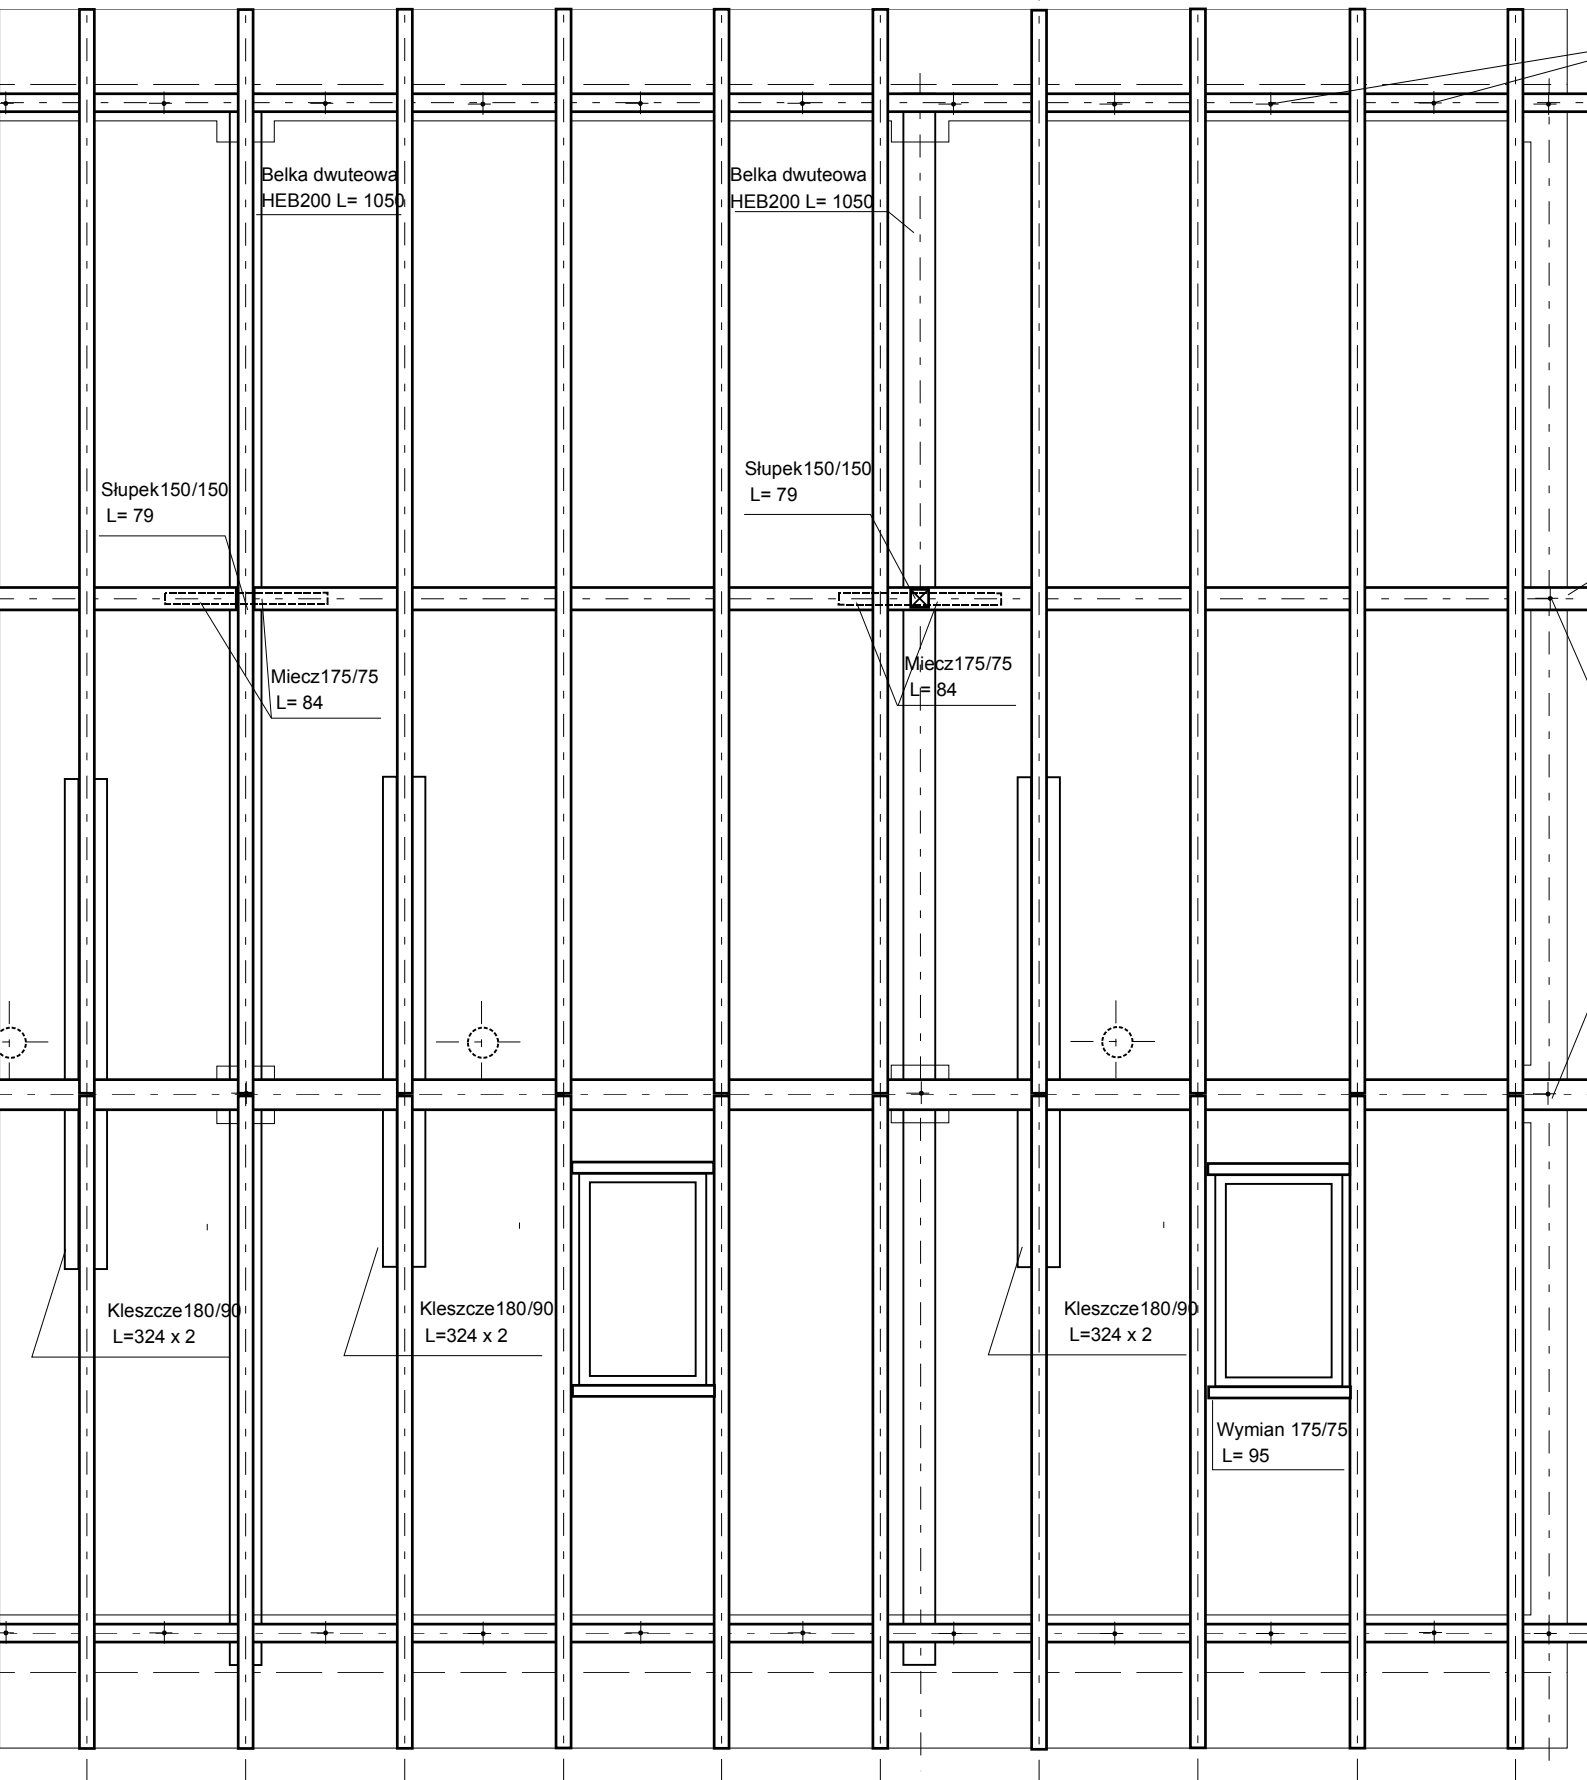 Belka dwuteowa
HEB200 L= 1050
Belka dwuteowa
HEB200 L= 1050
Słupek150/150
L= 79
Słupek150/150
L= 79
Miecz175/75
L= 84
Miecz175/75
L= 84
Kleszcze180/90
L=324 x 2
Kleszcze180/90
L=324 x 2
Kleszcze180/90
L=324 x 2
Wymian 175/75
L= 95